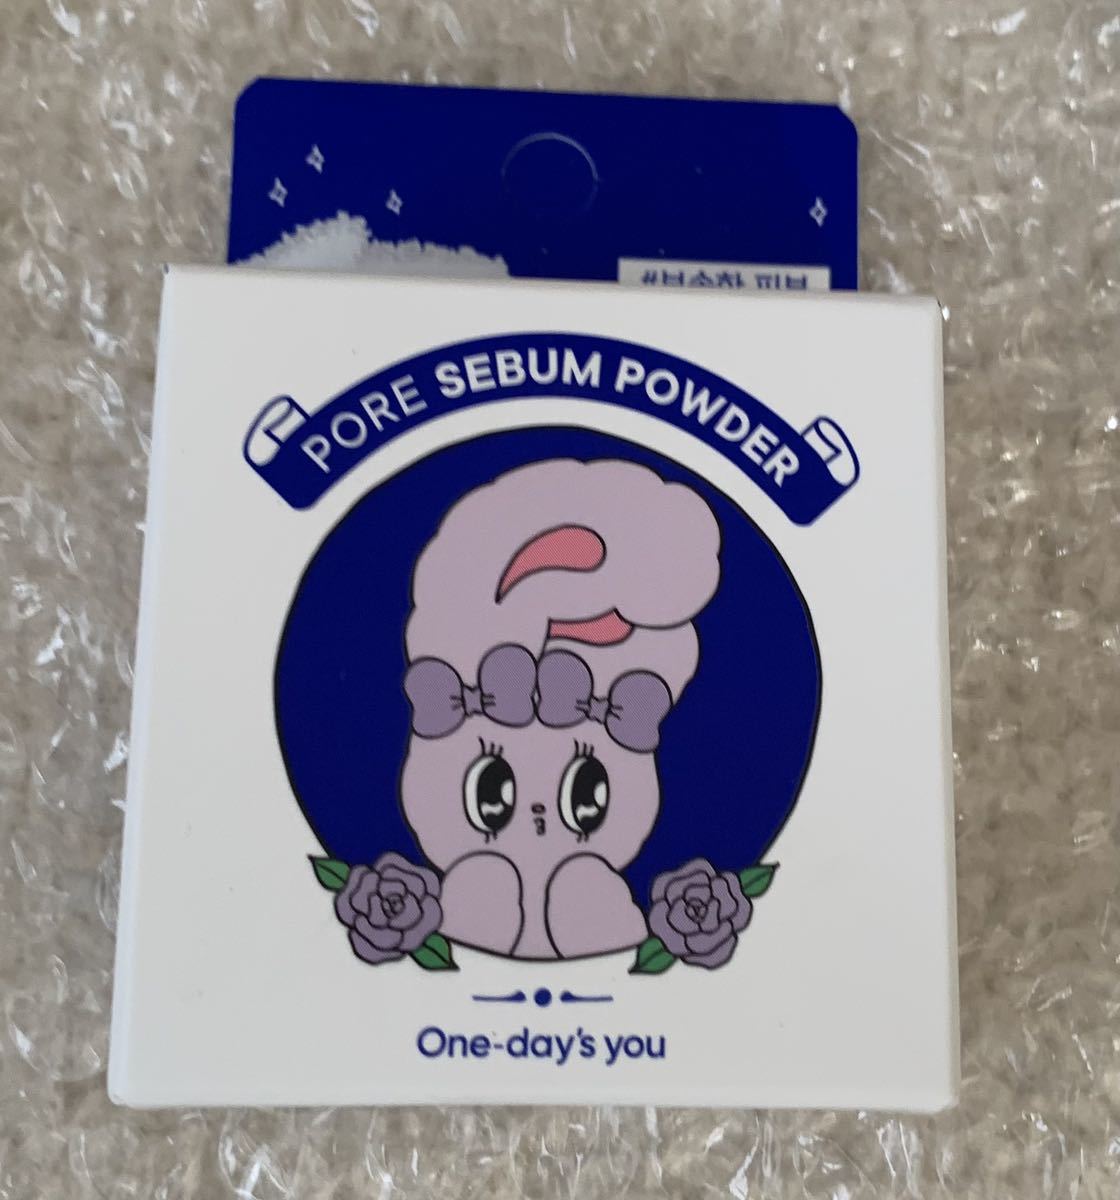 #보송한 피부
PORE SEBUM POWDER
One-day's you